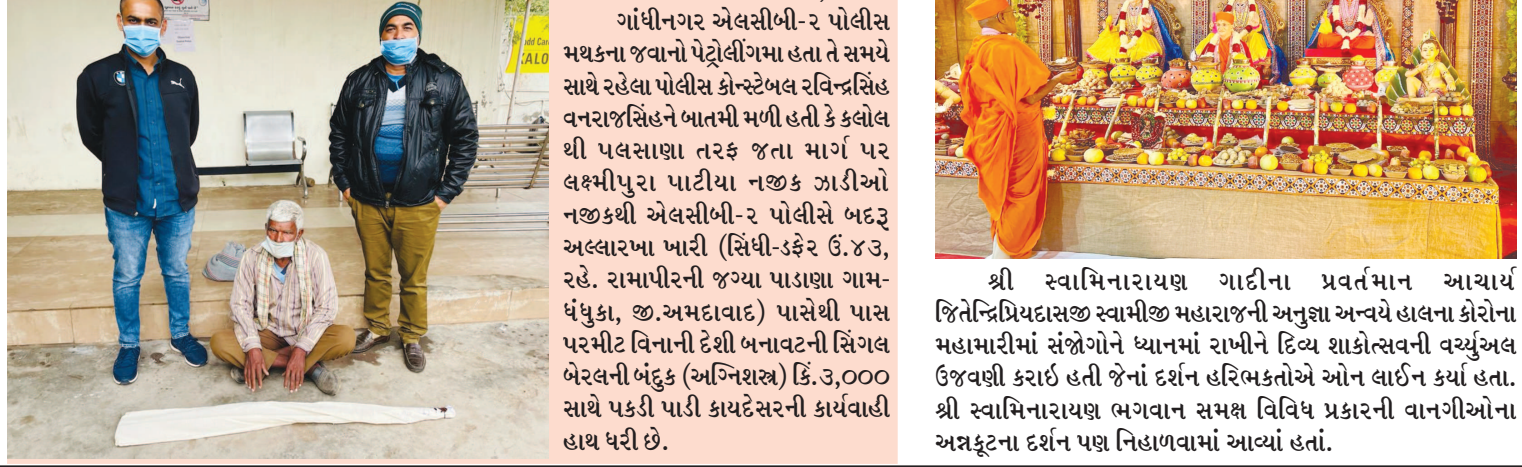 ગાંધીનગર એલસીબી-ર પોલીસ
મથકના જવાનો પેટ્રોલીંગમા હતા તે સમયે
સાથે રહેલા પોલીસ કોન્સ્ટેબલ રવિન્દ્રસિંહ
વનરાજસિંહને બાતમી મળી હતી કે કલોલ
થી પલસાણા તરફ જતા માર્ગ પર
લક્ષ્મીપુરા પાટીયા નજીક ઝાડીઓ
નજીકથી એલસીબી-ર પોલીસે બદરૂ
અલ્લારખા ખારી (સિંધી-ડફેર ઉં.૪૩,
રહે. રામાપીરની જગ્યા પાડાણા ગામ-
ધંધુકા, જી.અમદાવાદ) પાસેથી પાસ
પરમીટ વિનાની દેશી બનાવટની સિંગલ
બેરલની બંદુક (અગ્નિશસ્ત્ર) કિં.૩,૦૦૦
સાથે પકડી પાડી કાયદેસરની કાર્યવાહી
હાથ ધરી છે.
શ્રી સ્વામિનારાયણ ગાદીના પ્રવર્તમાન આચાર્ય
જિતેન્દ્રિપ્રિયદાસજી સ્વામીજી મહારાજની અનુજ્ઞા અન્વયે હાલના કોરોના
મહામારીમાં સંજોગોને ધ્યાનમાં રાખીને દિવ્ય શાકોત્સવની વર્ચ્યુઅલ
ઉજવણી કરાઇ હતી જેનાં દર્શન હરિભકતોએ ઓન લાઈન કર્યા હતા.
શ્રી સ્વામિનારાયણ ભગવાન સમક્ષ વિવિધ પ્રકારની વાનગીઓના
અન્નકૂટના દર્શન પણ નિહાળવામાં આવ્યાં હતાં.